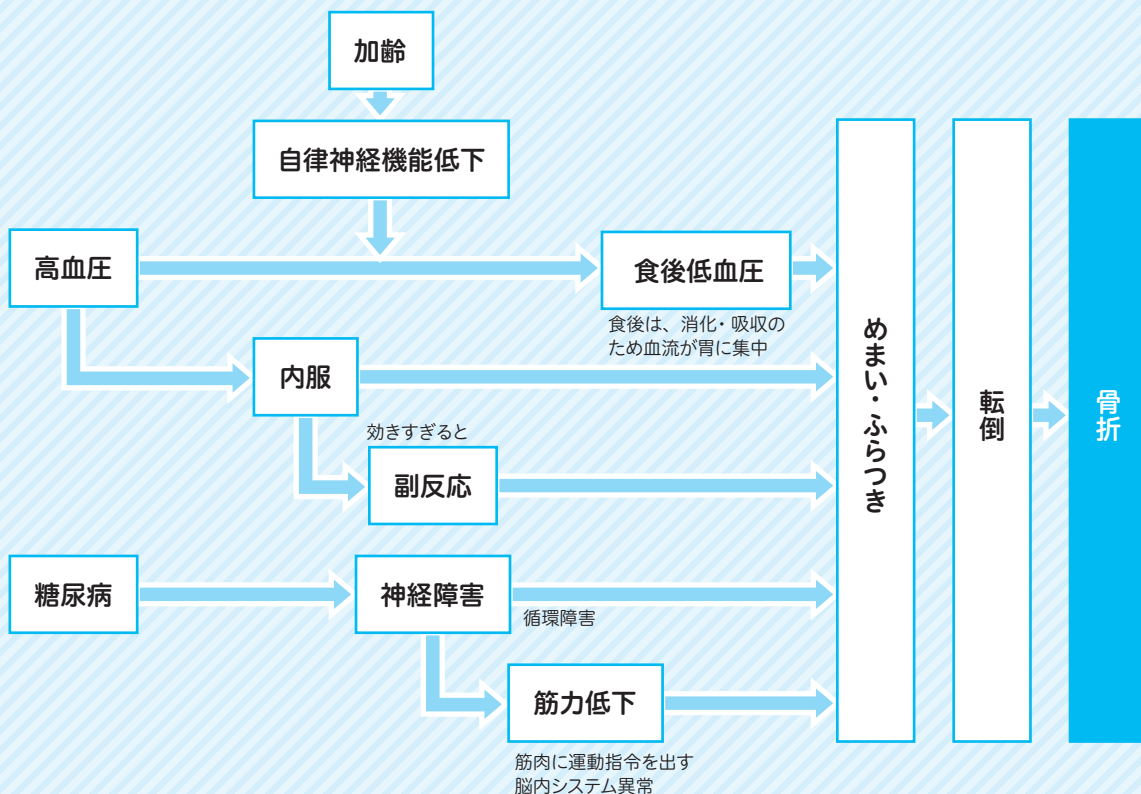 加齢
自律神経機能低下
高血圧
食後低血圧
食後は、消化・吸収の
ため血流が胃に集中
内服
効きすぎると
副反応
糖尿病
神経障害
循環障害
筋力低下
筋肉に運動指令を出す
脳内システム異常
めまい・ふらつき
転倒
骨折